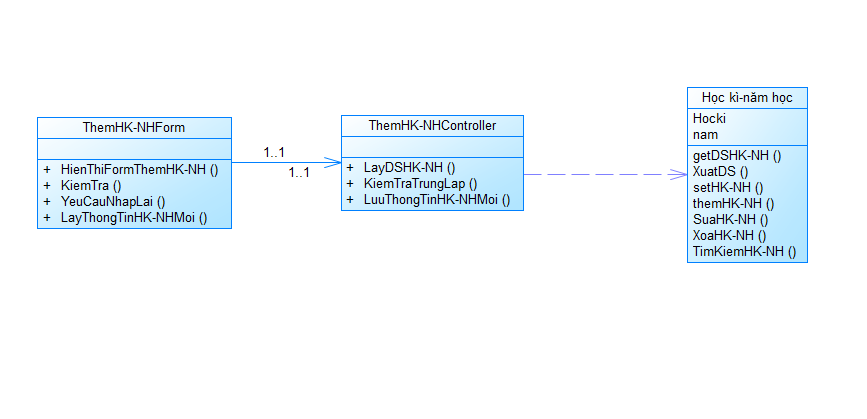 ThemHK-NHForm
+ HienThiFormThemHK-NH ()
+ KiemTra ()
+ YeuCauNhapLai ()
+ LayThongTinHK-NHMoi ()
1..1
1..1
ThemHK-NHController
+ LayDSHK-NH ()
+ KiemTraTrungLap ()
+ LuuThongTinHK-NHMoi ()
Học kì-năm học
Hocki
nam
getDSHK-NH ()
XuatDS ()
setHK-NH ()
themHK-NH ()
SuaHK-NH ()
XoaHK-NH ()
TimKiemHK-NH ()